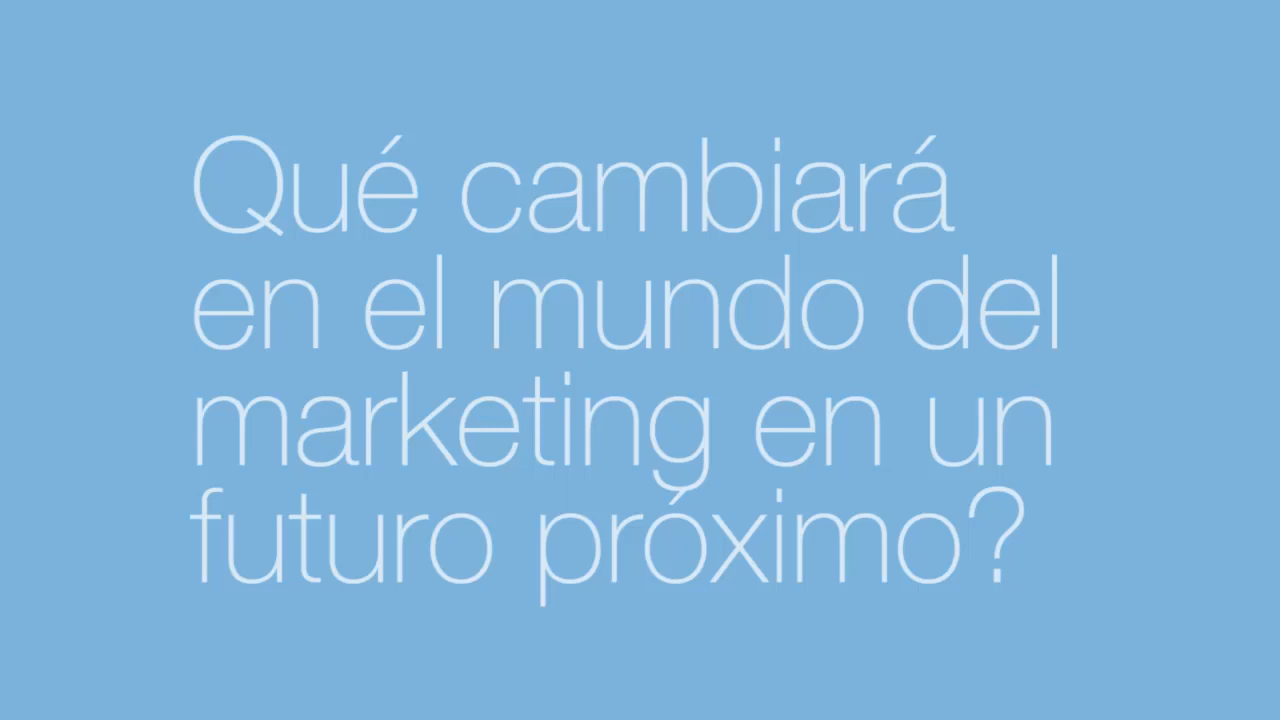 Qué cambiará
en el mundo del
marketing en un
futuro próximo?